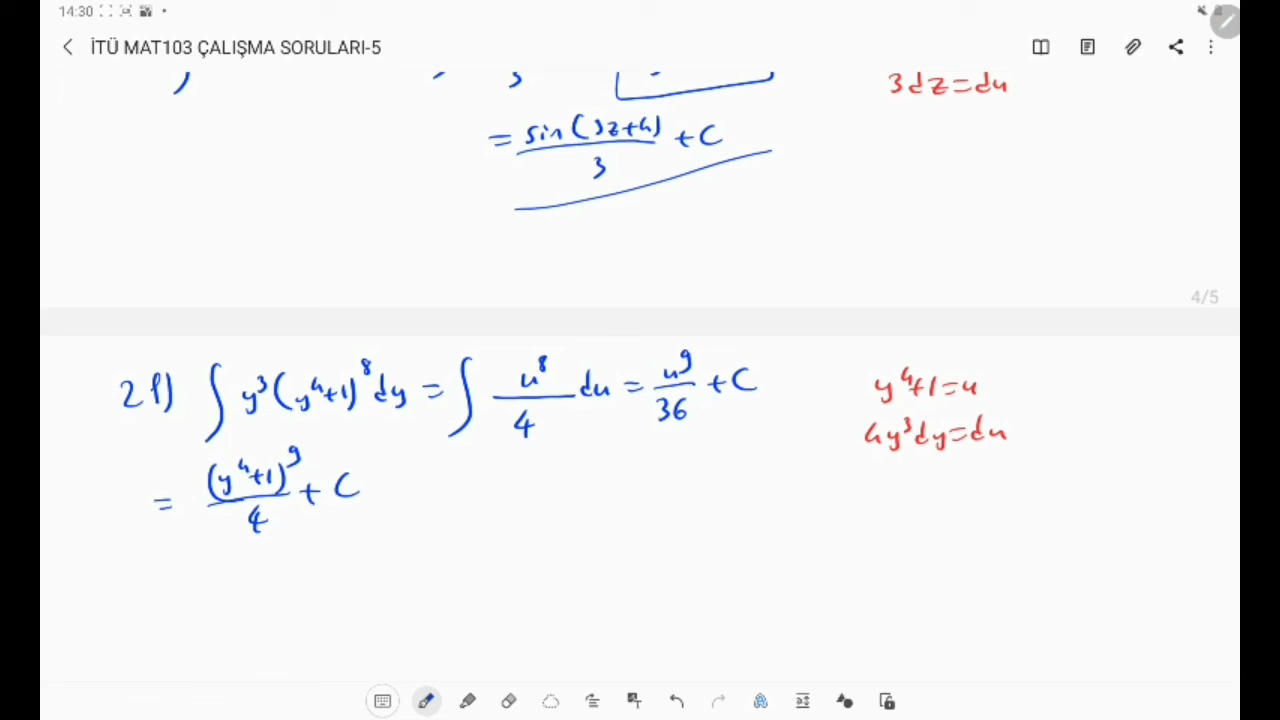 14:30
İTÜ MAT103 ÇALIŞMA SORULARI-5
3dz=du
= sin(3z+4)/3 + C
4/5
21) ∫ y³(y⁴+1)⁸dy = ∫ u⁸/4 du = u⁹/36 + C
y⁴+1=u
4y³dy=du
= (y⁴+1)⁹/4 + C